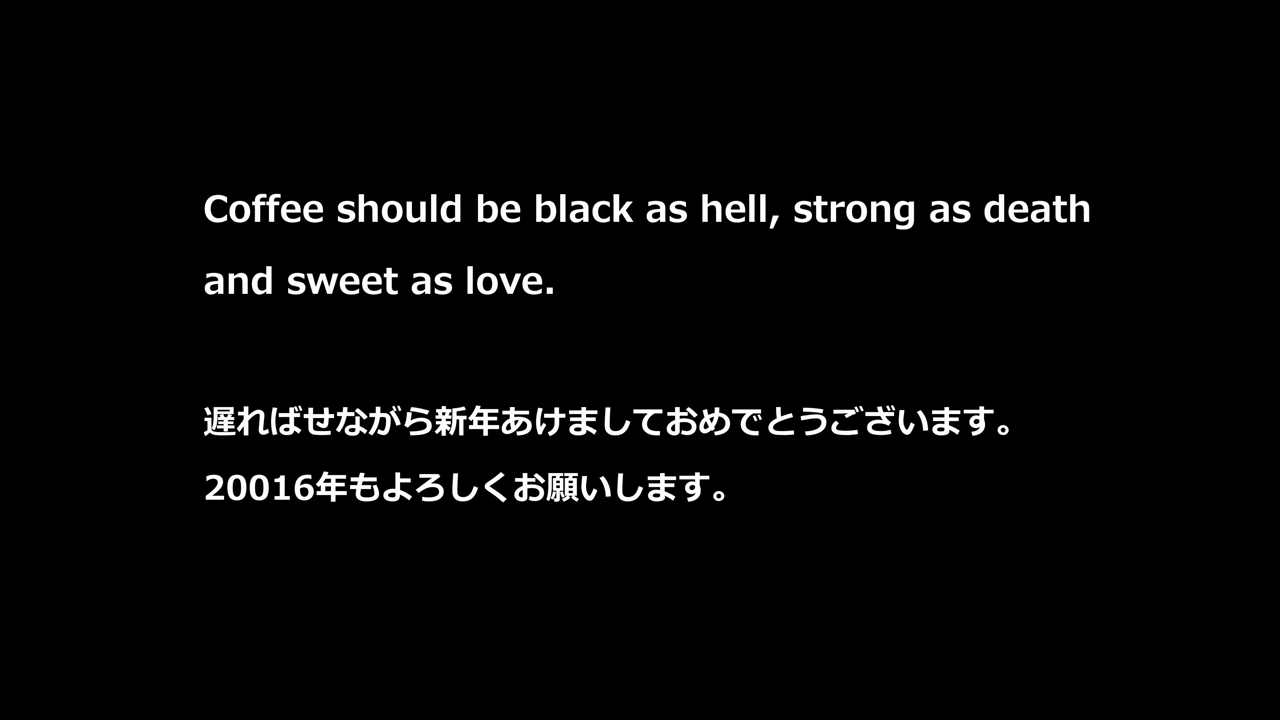 Coffee should be black as hell, strong as death
and sweet as love.
遅ればせながら新年あけましておめでとうございます。
20016年もよろしくお願いします。